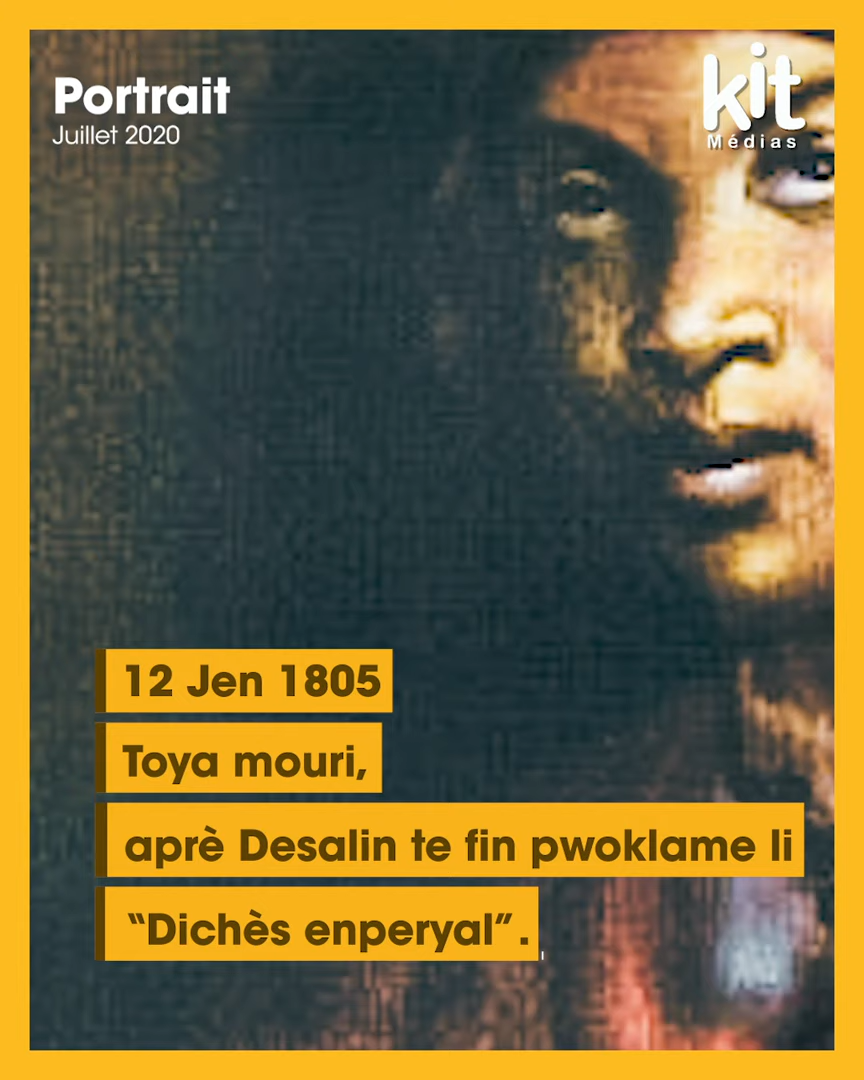 Portrait
Juillet 2020
kit
Médias
12 Jen 1805
Toya mouri,
aprè Desalin te fin pwoklame li
“Dichès enperyal”.